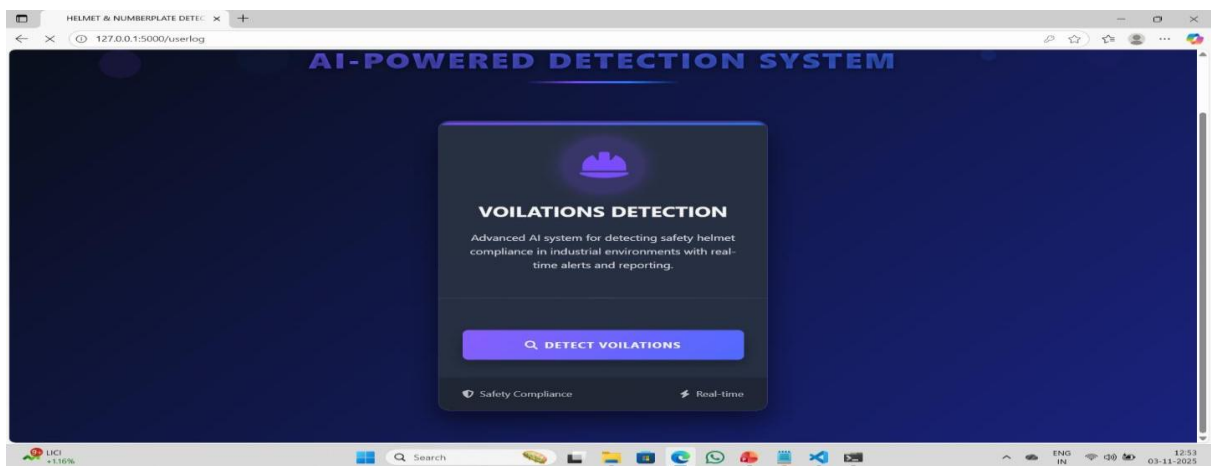 HELMET & NUMBERPLATE DETEC
127.0.0.1:5000/userlog
AI-POWERED DETECTION SYSTEM
VOILATIONS DETECTION
Advanced AI system for detecting safety helmet
compliance in industrial environments with real-
time alerts and reporting.
DETECT VOILATIONS
Safety Compliance
Real-time
LICI
+1.16%
Search
ENG
IN
12:53
03-11-2025